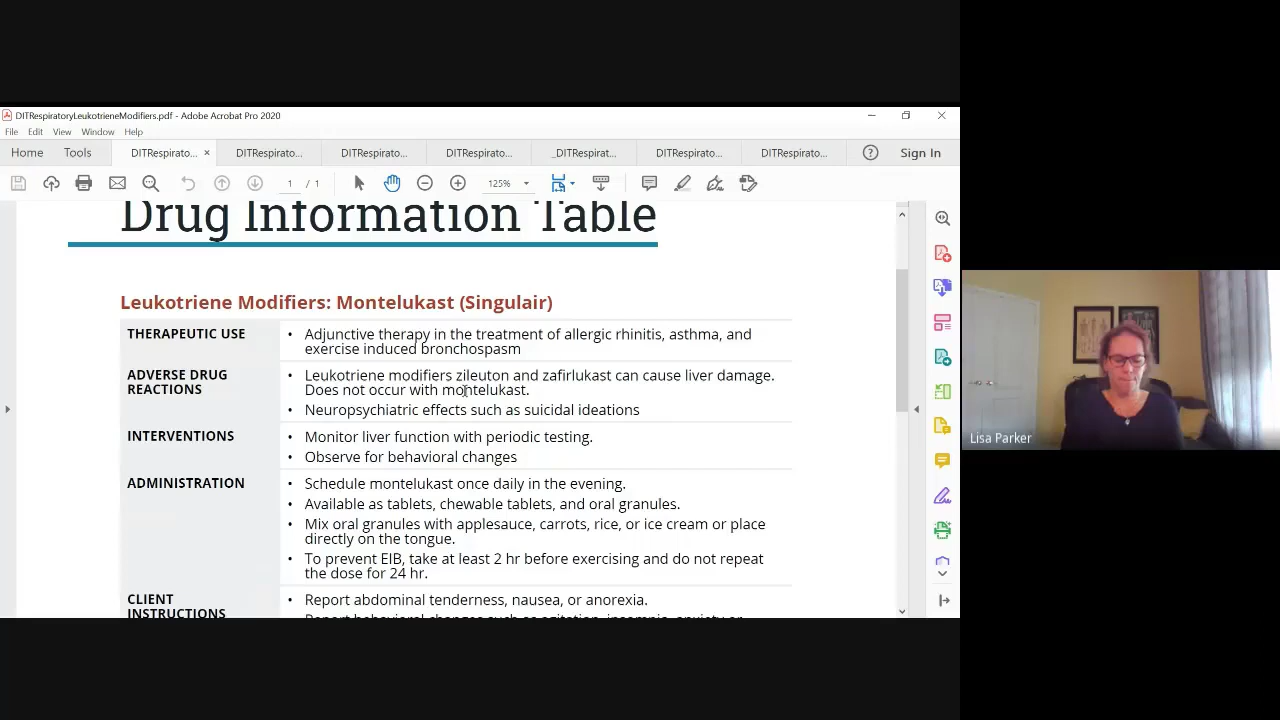 DITRespiratoryLeukotrieneModifiers.pdf - Adobe Acrobat Pro 2020
File Edit View Window Help
Home Tools DITRespirato... × DITRespirato... DITRespirato... DITRespirato... _DITRespirat... DITRespirato... DITRespirato... Sign In
1 / 1 125%
Drug Information Table
Leukotriene Modifiers: Montelukast (Singulair)
THERAPEUTIC USE
• Adjunctive therapy in the treatment of allergic rhinitis, asthma, and
exercise induced bronchospasm
ADVERSE DRUG
REACTIONS
• Leukotriene modifiers zileuton and zafirlukast can cause liver damage.
Does not occur with montelukast.
• Neuropsychiatric effects such as suicidal ideations
INTERVENTIONS
• Monitor liver function with periodic testing.
• Observe for behavioral changes
ADMINISTRATION
• Schedule montelukast once daily in the evening.
• Available as tablets, chewable tablets, and oral granules.
• Mix oral granules with applesauce, carrots, rice, or ice cream or place
directly on the tongue.
• To prevent EIB, take at least 2 hr before exercising and do not repeat
the dose for 24 hr.
CLIENT
INSTRUCTIONS
• Report abdominal tenderness, nausea, or anorexia.
Lisa Parker